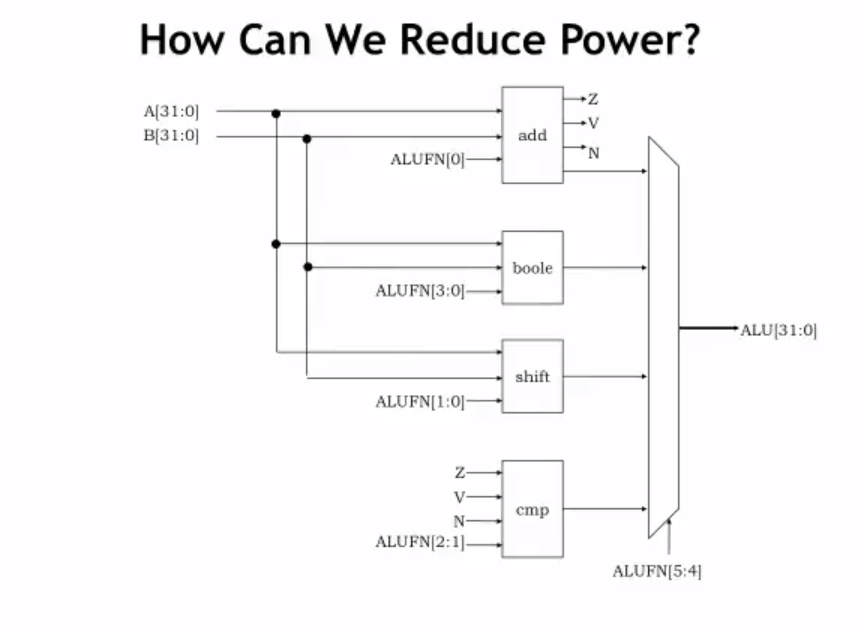 How Can We Reduce Power?
A[31:0]
B[31:0]
ALUFN[0]
add
Z
V
N
boole
ALUFN[3:0]
ALU[31:0]
shift
ALUFN[1:0]
Z
V
N
ALUFN[2:1]
cmp
ALUFN[5:4]